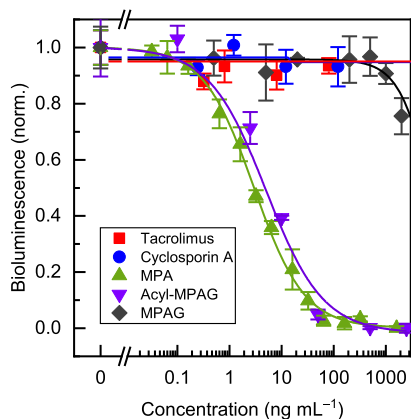 Bioluminescence (norm.)
1.0
0.8
0.6
0.4
0.2
0.0
Tacrolimus
Cyclosporin A
MPA
Acyl-MPAG
MPAG
0 0.1 1 10 100 1000
Concentration (ng mL⁻¹)